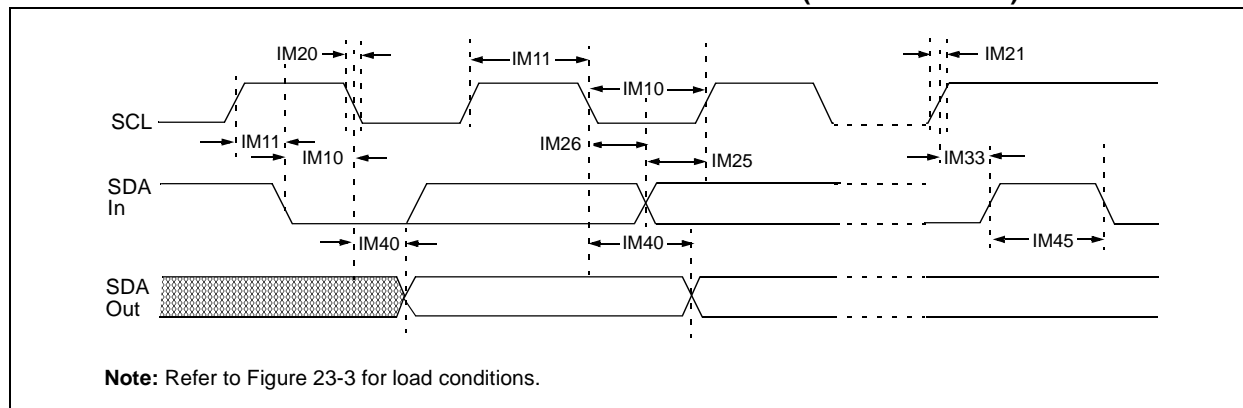 IM20
IM11
IM21
IM10
SCL
IM11
IM26
IM10
IM25
IM33
SDA
In
IM40
IM40
IM45
SDA
Out
Note: Refer to Figure 23-3 for load conditions.